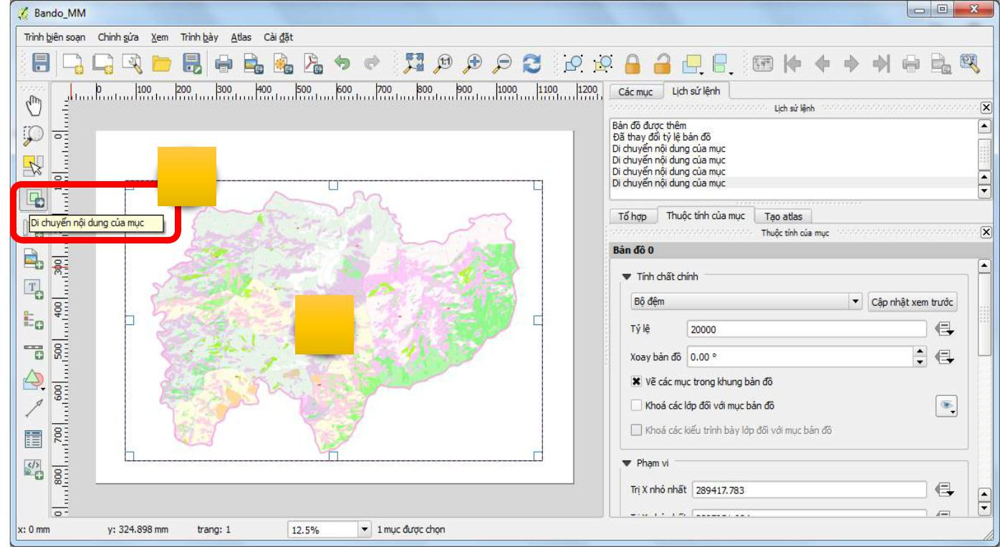 Bando_MM
Trình biên soạn Chỉnh sửa Xem Trình bày Atlas Cài đặt
1:1
0 100 200 300 400 500 600 700 800 900 1000 1100 1200
Các mục Lịch sử lệnh
Lịch sử lệnh
Bản đồ được thêm
Đã thay đổi tỷ lệ bản đồ
Di chuyển nội dung của mục
Di chuyển nội dung của mục
Di chuyển nội dung của mục
Di chuyển nội dung của mục
Di chuyển nội dung của mục
0
300
400
500
600
700
800
Tổ hợp Thuộc tính của mục Tạo atlas
Thuộc tính của mục
Bản đồ 0
Tính chất chính
Bộ đệm Cập nhật xem trước
Tỷ lệ 20000
Xoay bản đồ 0.00 °
Vẽ các mục trong khung bản đồ
Khoá các lớp đối với mục bản đồ
Khoá các kiểu trình bày lớp đối với mục bản đồ
Phạm vi
Trị X nhỏ nhất 289417.783
x: 0 mm y: 324.898 mm trang: 1 12.5% 1 mục được chọn